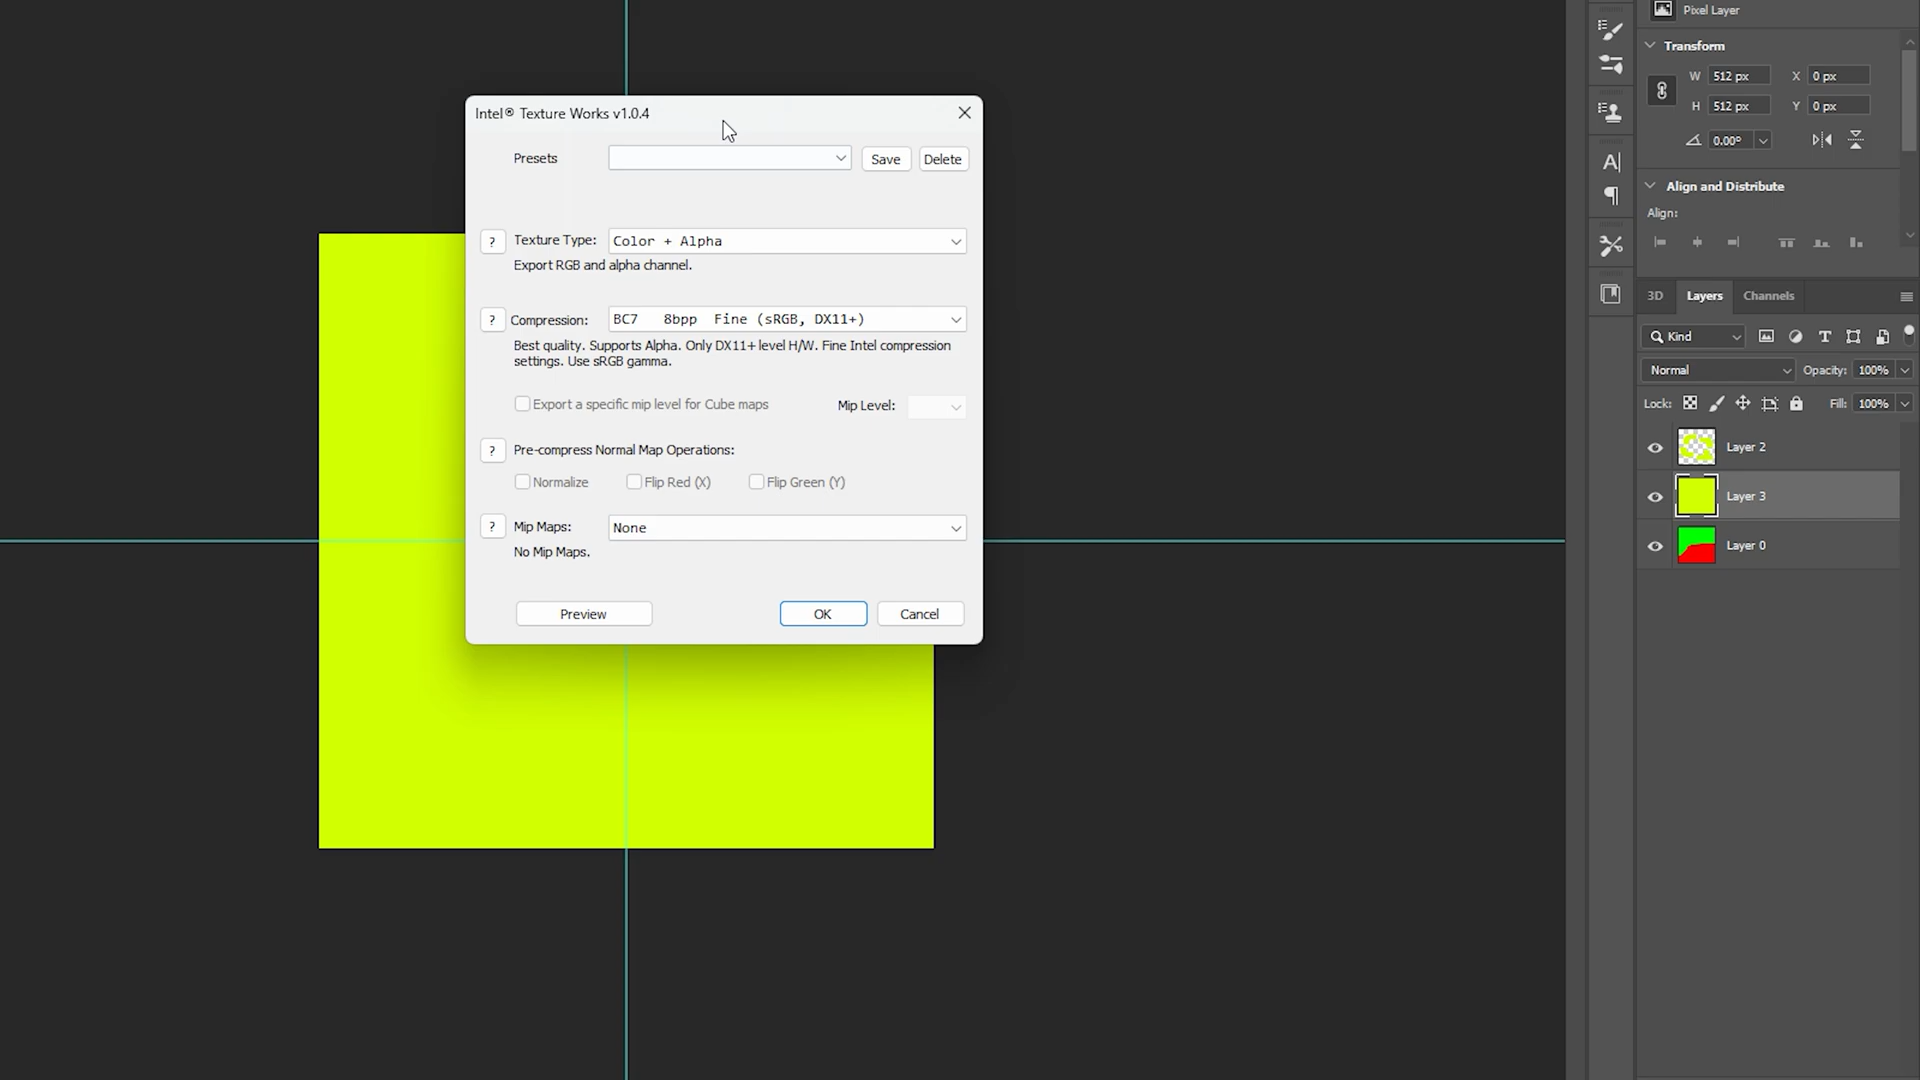 Intel® Texture Works v1.0.4
Presets
Save
Delete
? Texture Type: Color + Alpha
Export RGB and alpha channel.
? Compression: BC7 8bpp Fine (sRGB, DX11+)
Best quality. Supports Alpha. Only DX11+ level H/W. Fine Intel compression
settings. Use sRGB gamma.
Export a specific mip level for Cube maps
Mip Level:
? Pre-compress Normal Map Operations:
Normalize
Flip Red (X)
Flip Green (Y)
? Mip Maps: None
No Mip Maps.
Preview
OK
Cancel
Pixel Layer
Transform
W 512 px X 0 px
H 512 px Y 0 px
0.00°
Align and Distribute
Align:
3D Layers Channels
Kind
Normal Opacity: 100%
Lock: Fill: 100%
Layer 2
Layer 3
Layer 0